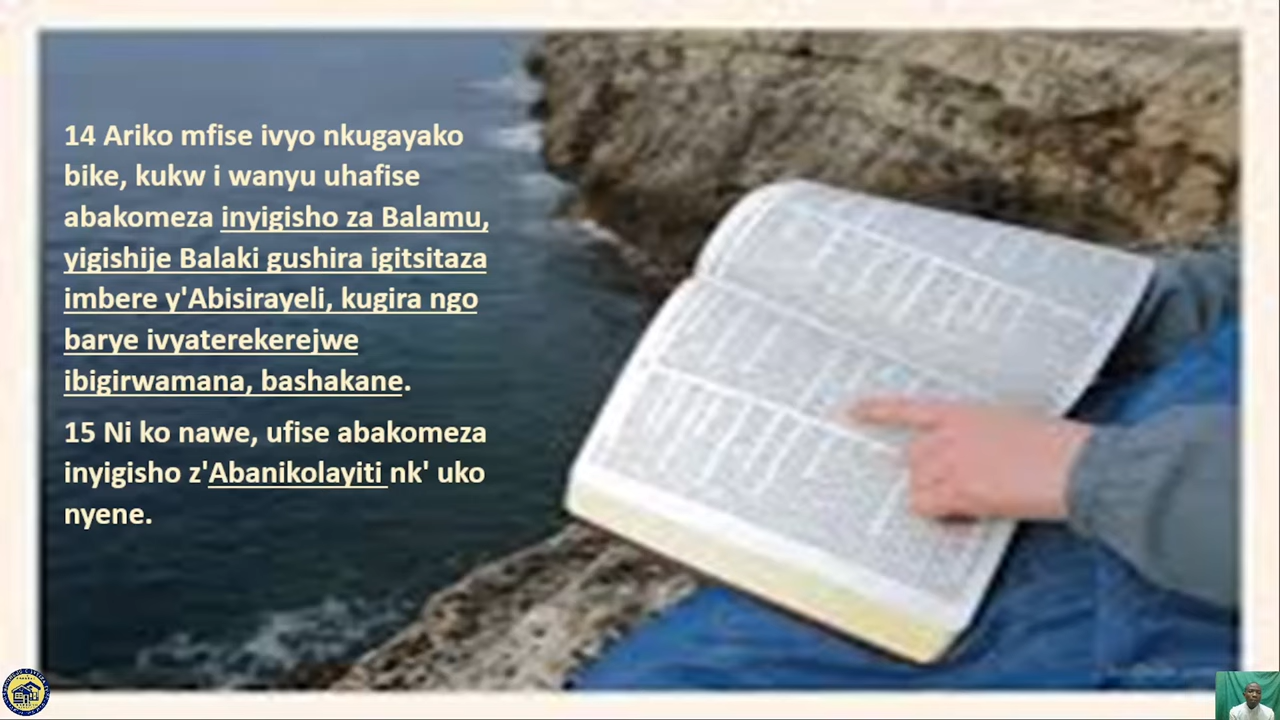 14 Ariko mfise ivyo nkugayako
bike, kukw i wanyu uhafise
abakomeza inyigisho za Balamu,
yigishije Balaki gushira igitsitaza
imbere y'Abisirayeli, kugira ngo
barye ivyaterekerejwe
ibigirwamana, bashakane.
15 Ni ko nawe, ufise abakomeza
inyigisho z'Abanikolayiti nk' uko
nyene.